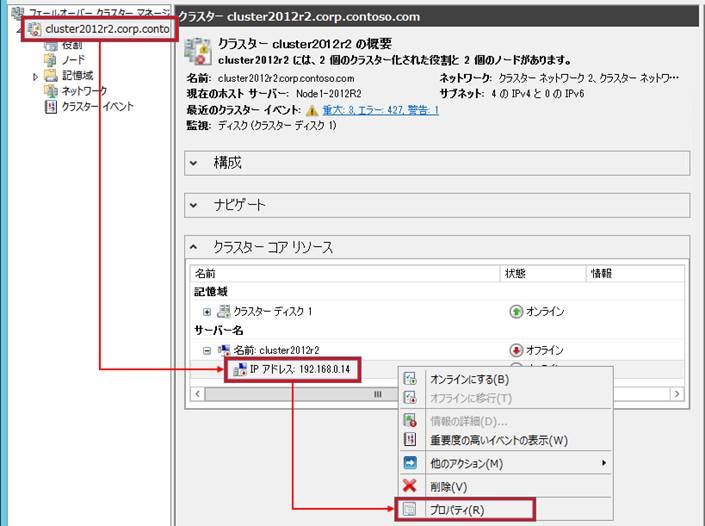 フェールオーバー クラスター マネージ
cluster2012r2.corp.conto
役割
ノード
記憶域
ネットワーク
クラスター イベント
クラスター cluster2012r2.corp.contoso.com
クラスター cluster2012r2 の概要
cluster2012r2 には、2 個のクラスター化された役割と 2 個のノードがあります。
名前: cluster2012r2.corp.contoso.com
ネットワーク: クラスター ネットワーク 2、クラスター ネットワ…
現在のホスト サーバー: Node1-2012R2
サブネット: 4 の IPv4 と 0 の IPv6
最近のクラスター イベント: 重大: 3, エラー: 427, 警告: 1
監視: ディスク (クラスター ディスク 1)
構成
ナビゲート
クラスター コア リソース
名前 状態 情報
記憶域
クラスター ディスク 1 オンライン
サーバー名
名前: cluster2012r2 オフライン
IP アドレス: 192.168.0.14
オンラインにする(B)
オフラインに移行(T)
情報の詳細(D)...
重要度の高いイベントの表示(W)
他のアクション(M)
削除(V)
プロパティ(R)